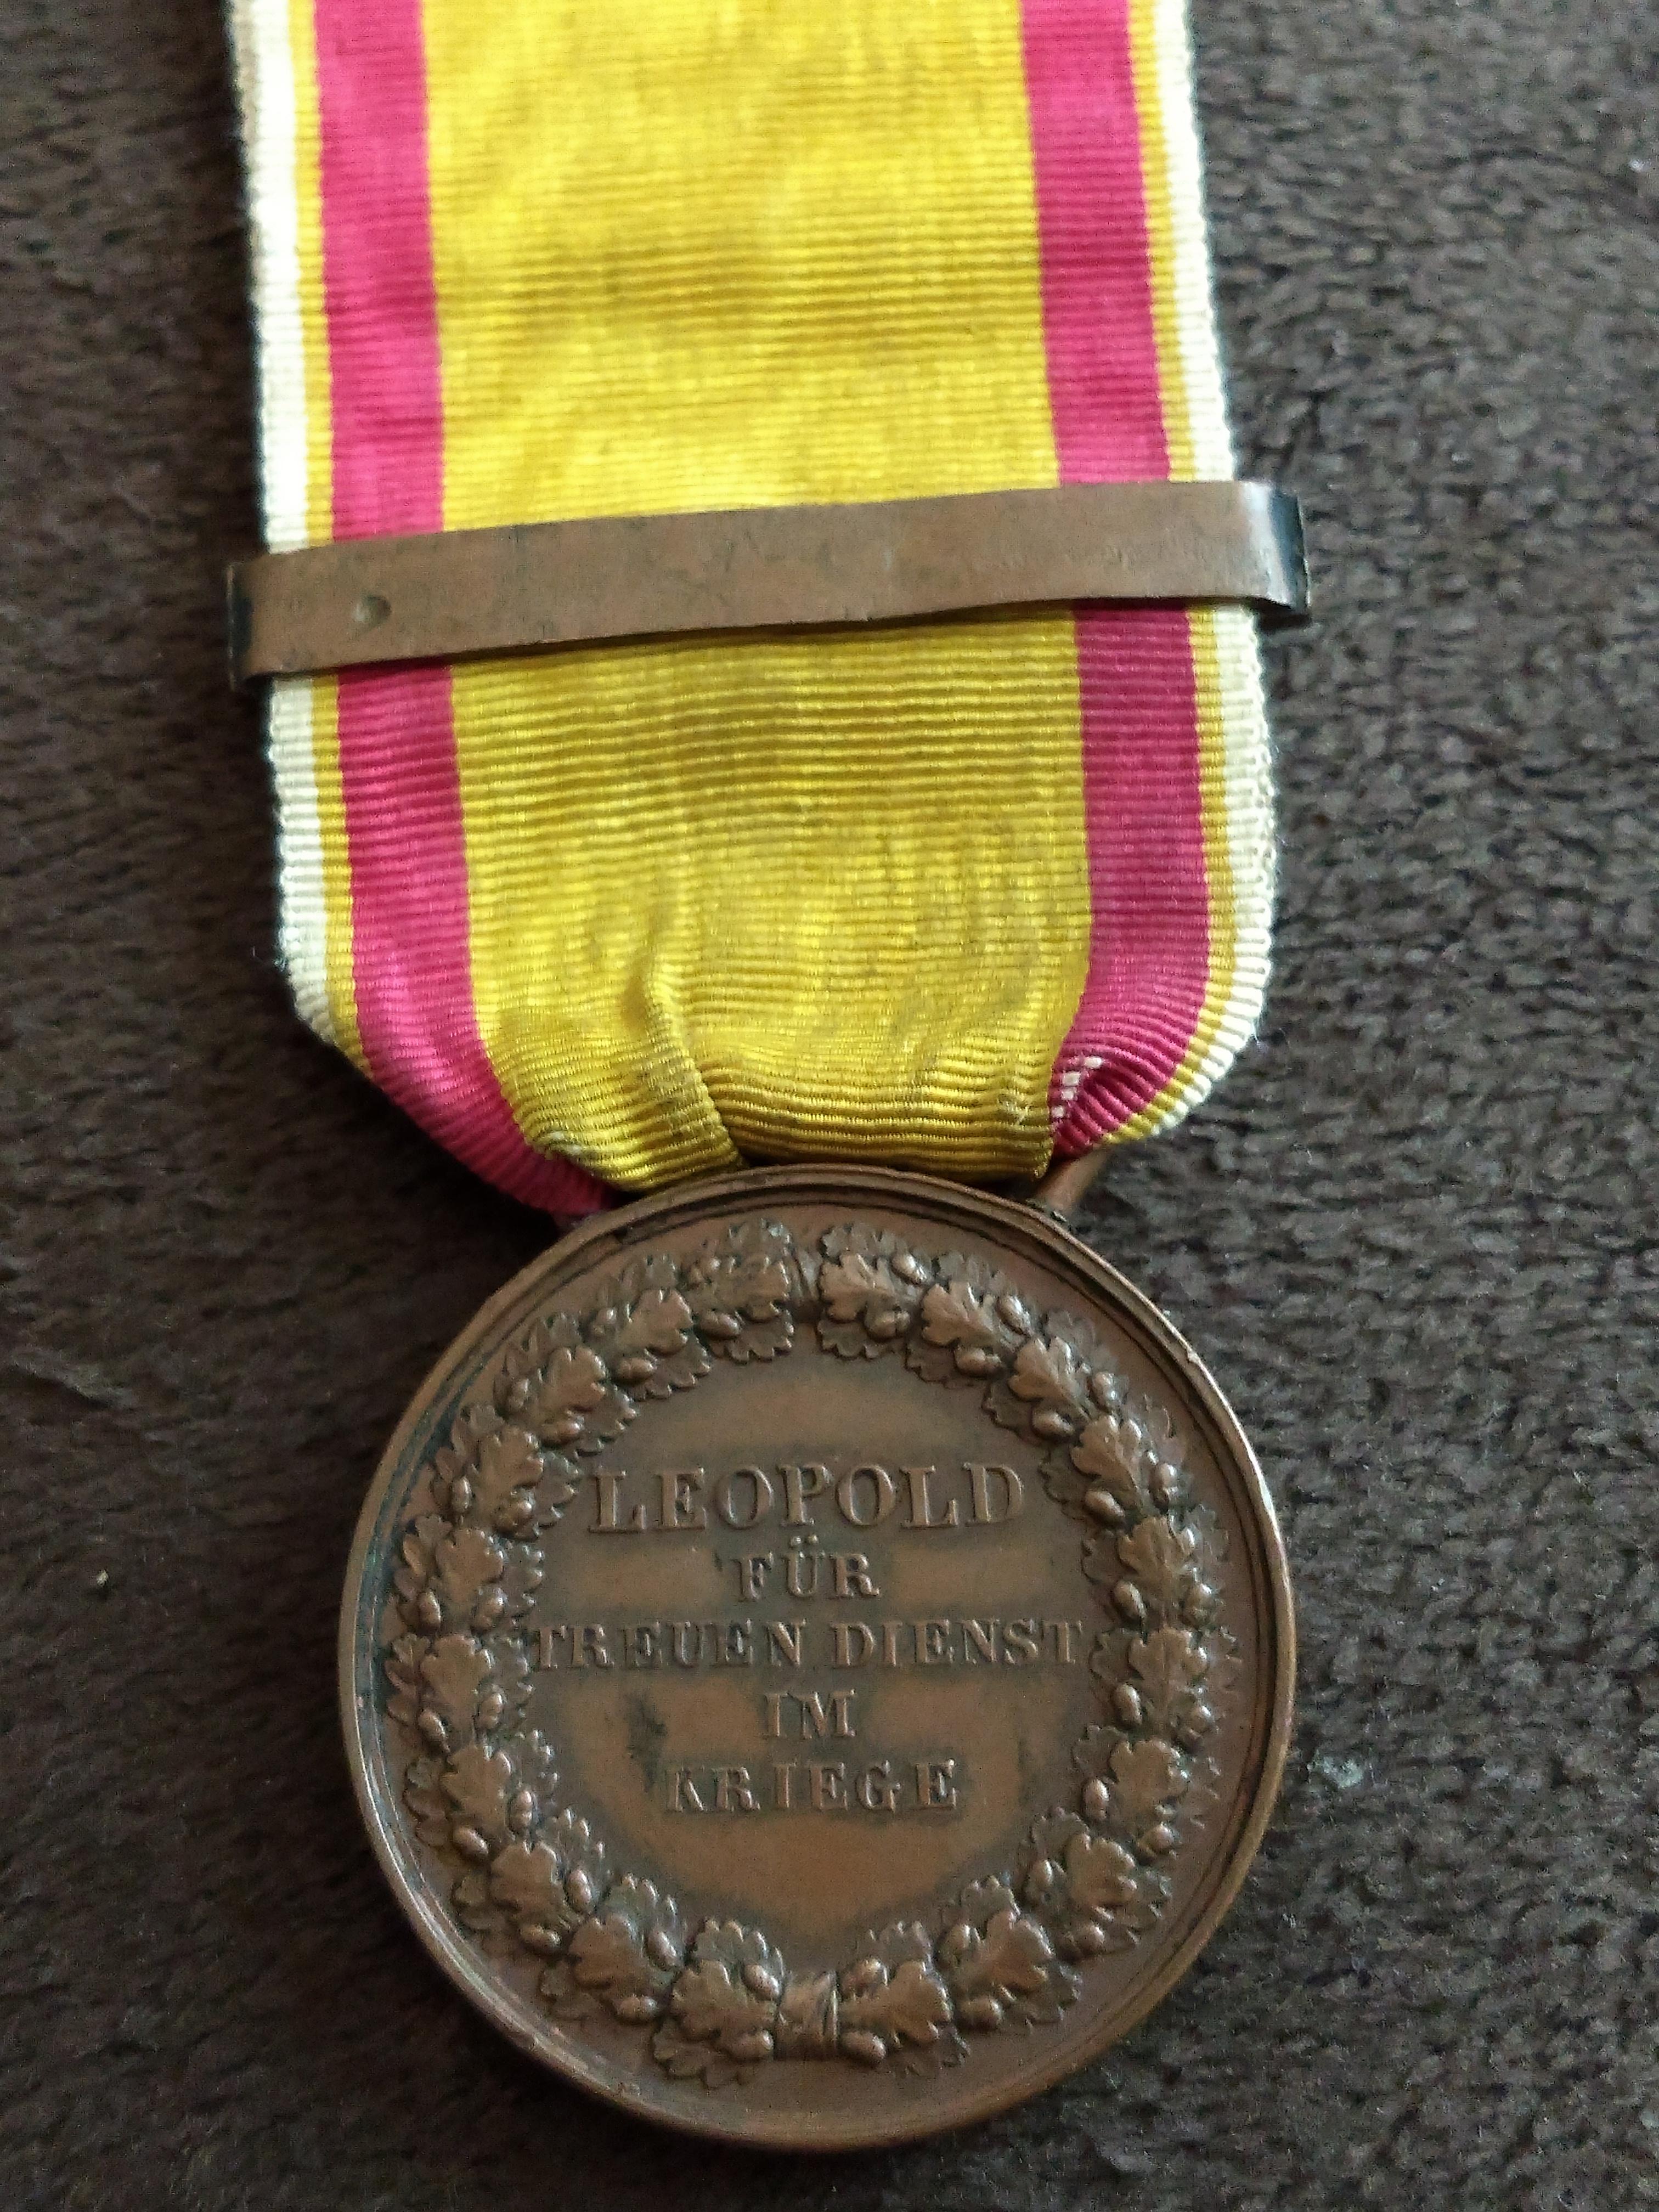 LEOPOLD
FÜR
TREUEN DIENST
IM
KRIEGE